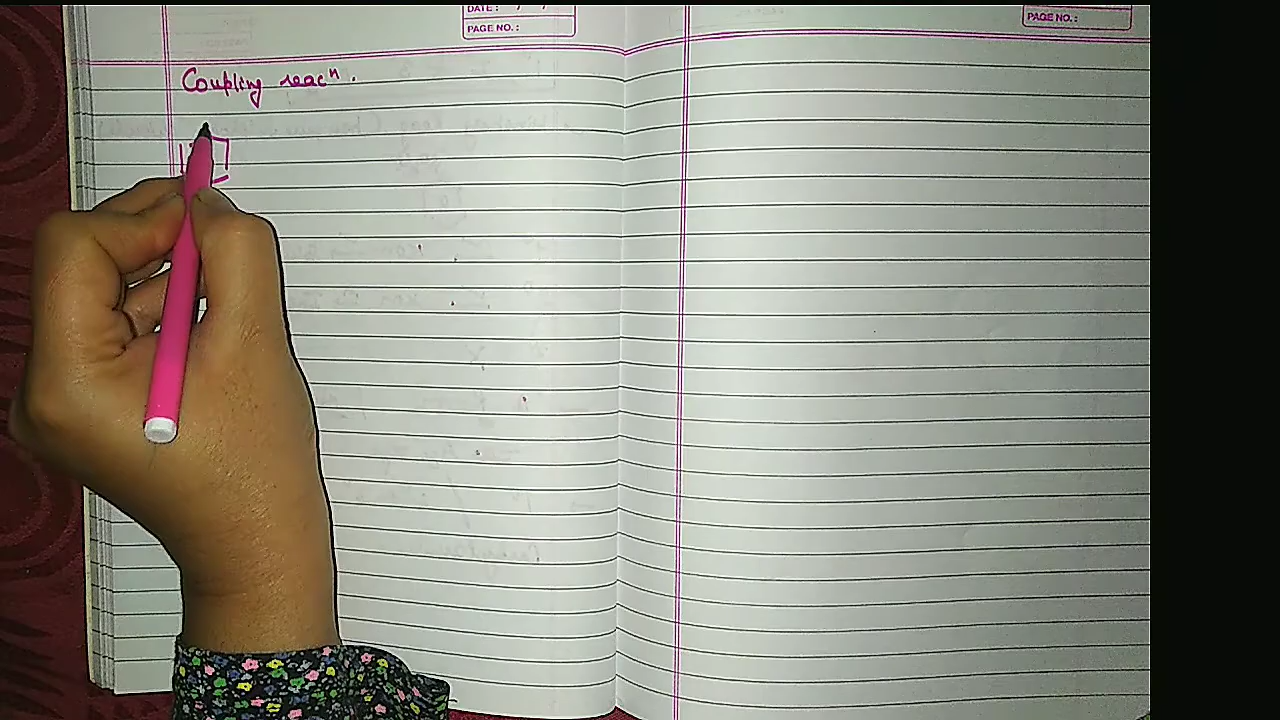 DATE :
PAGE NO. :
PAGE NO. :
Coupling reacⁿ.